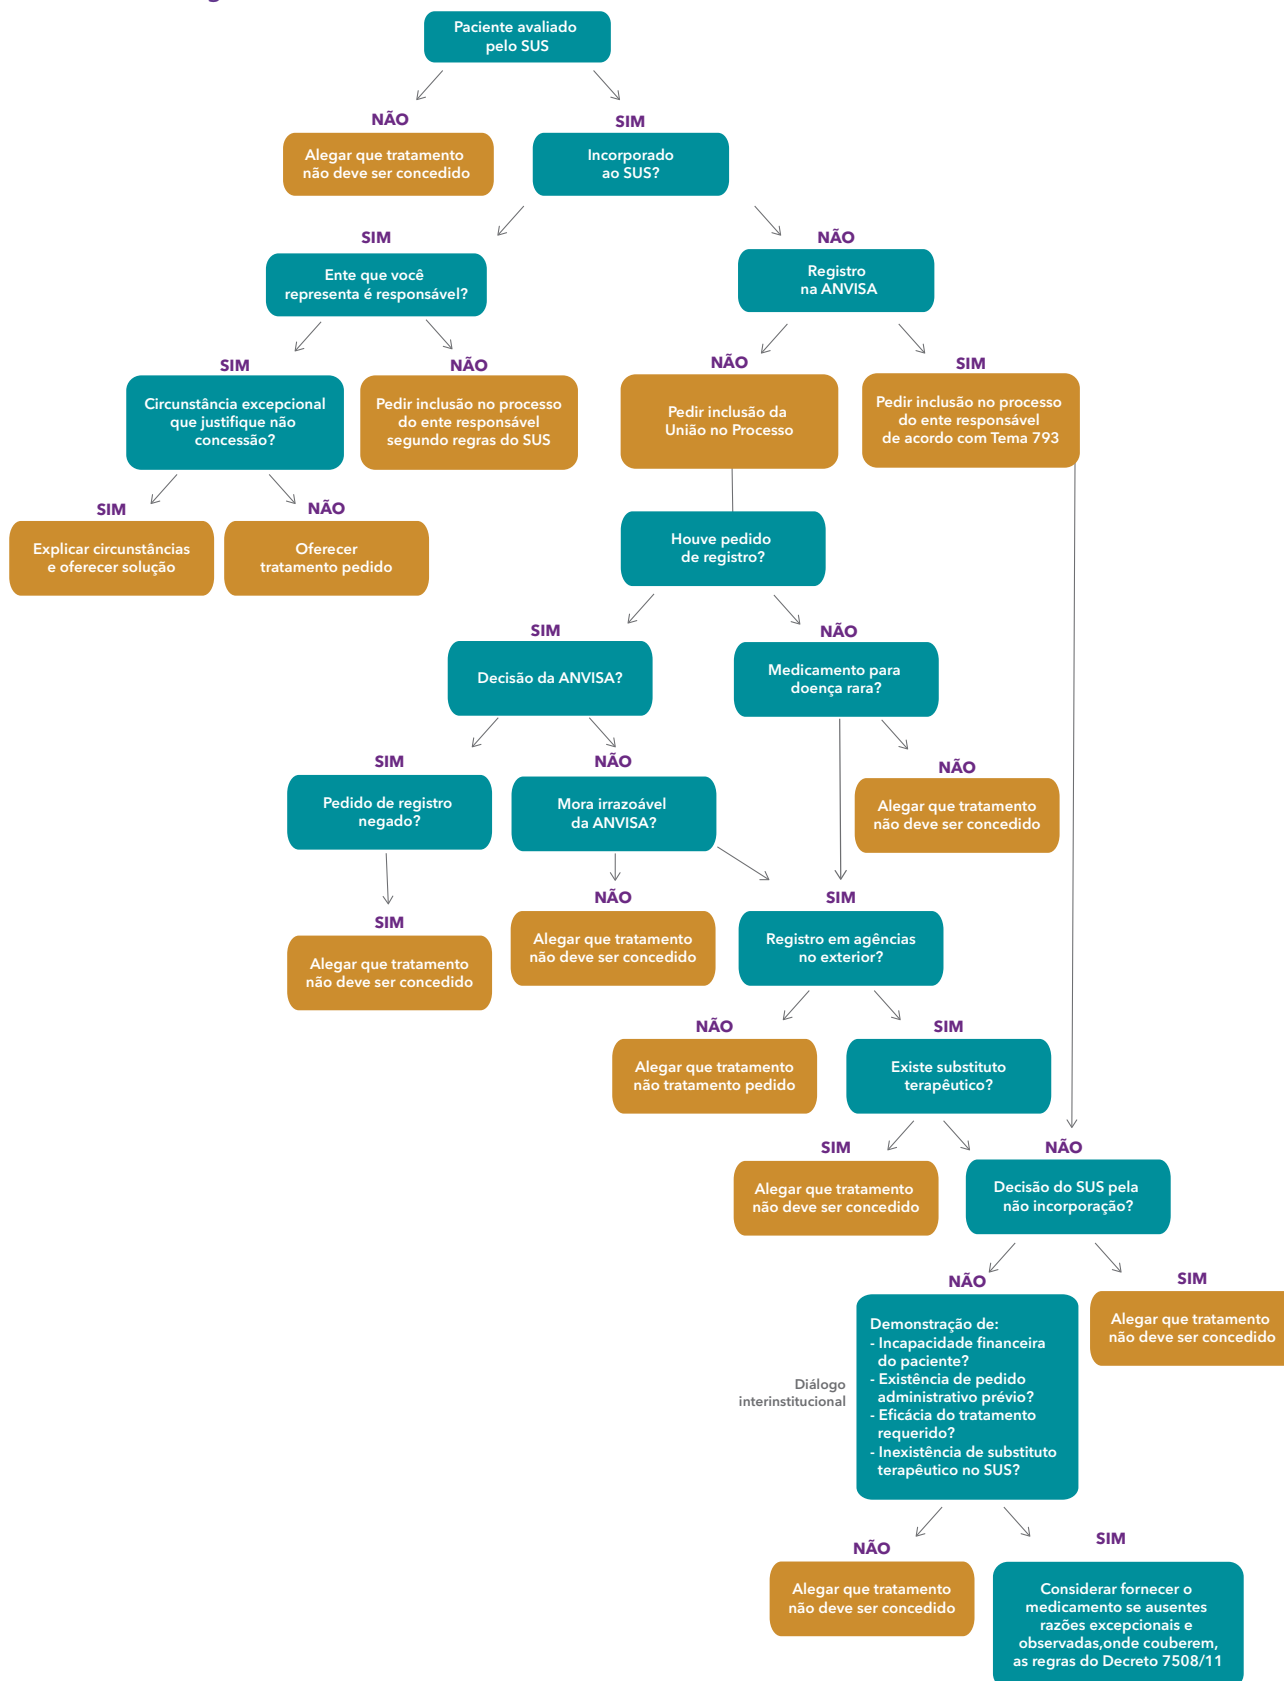 Paciente avaliado
pelo SUS
NÃO
SIM
Alegar que tratamento
não deve ser concedido
Incorporado
ao SUS?
SIM
NÃO
Ente que você
representa é responsável?
Registro
na ANVISA
SIM
NÃO
NÃO
SIM
Circunstância excepcional
que justifique não
concessão?
Pedir inclusão no processo
do ente responsável
segundo regras do SUS
Pedir inclusão da
União no Processo
Pedir inclusão no processo
do ente responsável
de acordo com Tema 793
SIM
NÃO
Explicar circunstâncias
e oferecer solução
Oferecer
tratamento pedido
Houve pedido
de registro?
SIM
NÃO
Decisão da ANVISA?
Medicamento para
doença rara?
SIM
NÃO
NÃO
Pedido de registro
negado?
Mora irrazoável
da ANVISA?
Alegar que tratamento
não deve ser concedido
SIM
NÃO
SIM
Alegar que tratamento
não deve ser concedido
Alegar que tratamento
não deve ser concedido
Registro em agências
no exterior?
NÃO
SIM
Alegar que tratamento
não tratamento pedido
Existe substituto
terapêutico?
SIM
NÃO
Alegar que tratamento
não deve ser concedido
Decisão do SUS pela
não incorporação?
NÃO
SIM
Demonstração de:
- Incapacidade financeira
do paciente?
- Existência de pedido
administrativo prévio?
- Eficácia do tratamento
requerido?
- Inexistência de substituto
terapêutico no SUS?
Alegar que tratamento
não deve ser concedido
Diálogo
interinstitucional
NÃO
SIM
Alegar que tratamento
não deve ser concedido
Considerar fornecer o
medicamento se ausentes
razões excepcionais e
observadas,onde couberem,
as regras do Decreto 7508/11